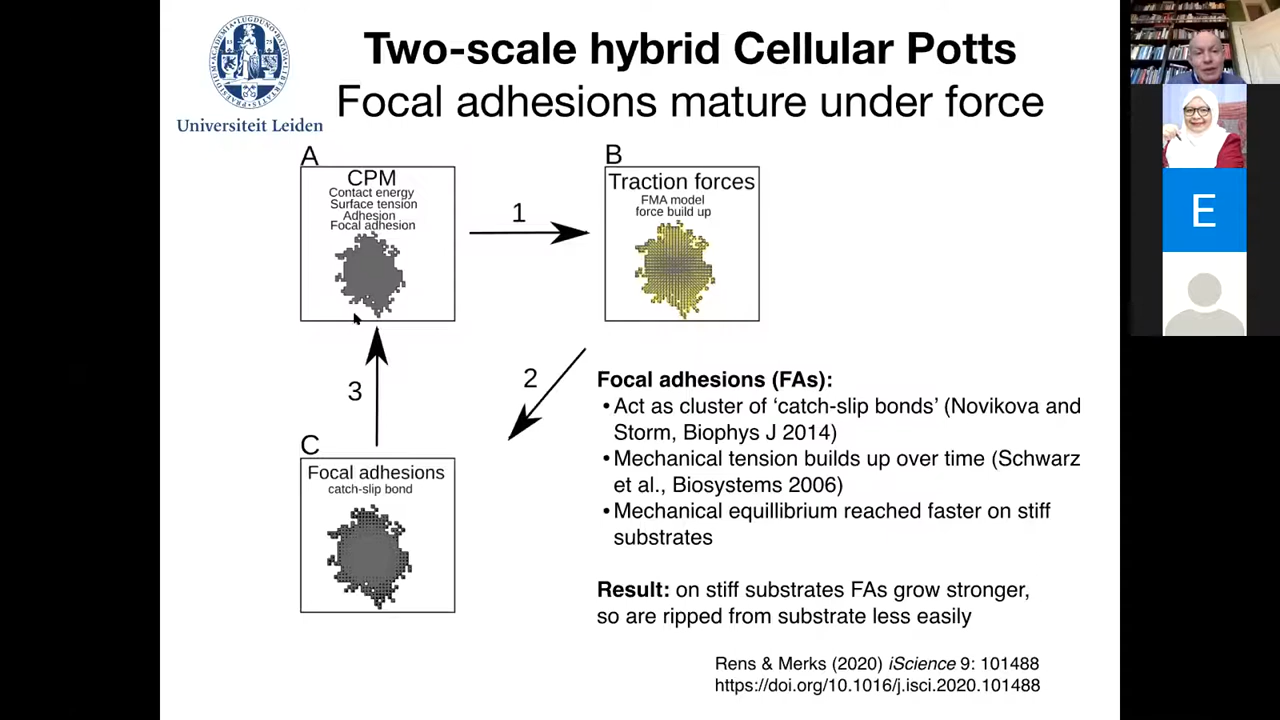 Two-scale hybrid Cellular Potts
Focal adhesions mature under force
Universiteit Leiden
A
CPM
Contact energy
Surface tension
Adhesion
Focal adhesion
1
B
Traction forces
FMA model
force build up
2
3
C
Focal adhesions
catch-slip bond
Focal adhesions (FAs):
• Act as cluster of ‘catch-slip bonds’ (Novikova and
Storm, Biophys J 2014)
• Mechanical tension builds up over time (Schwarz
et al., Biosystems 2006)
• Mechanical equillibrium reached faster on stiff
substrates
Result: on stiff substrates FAs grow stronger,
so are ripped from substrate less easily
Rens & Merks (2020) iScience 9: 101488
https://doi.org/10.1016/j.isci.2020.101488
E